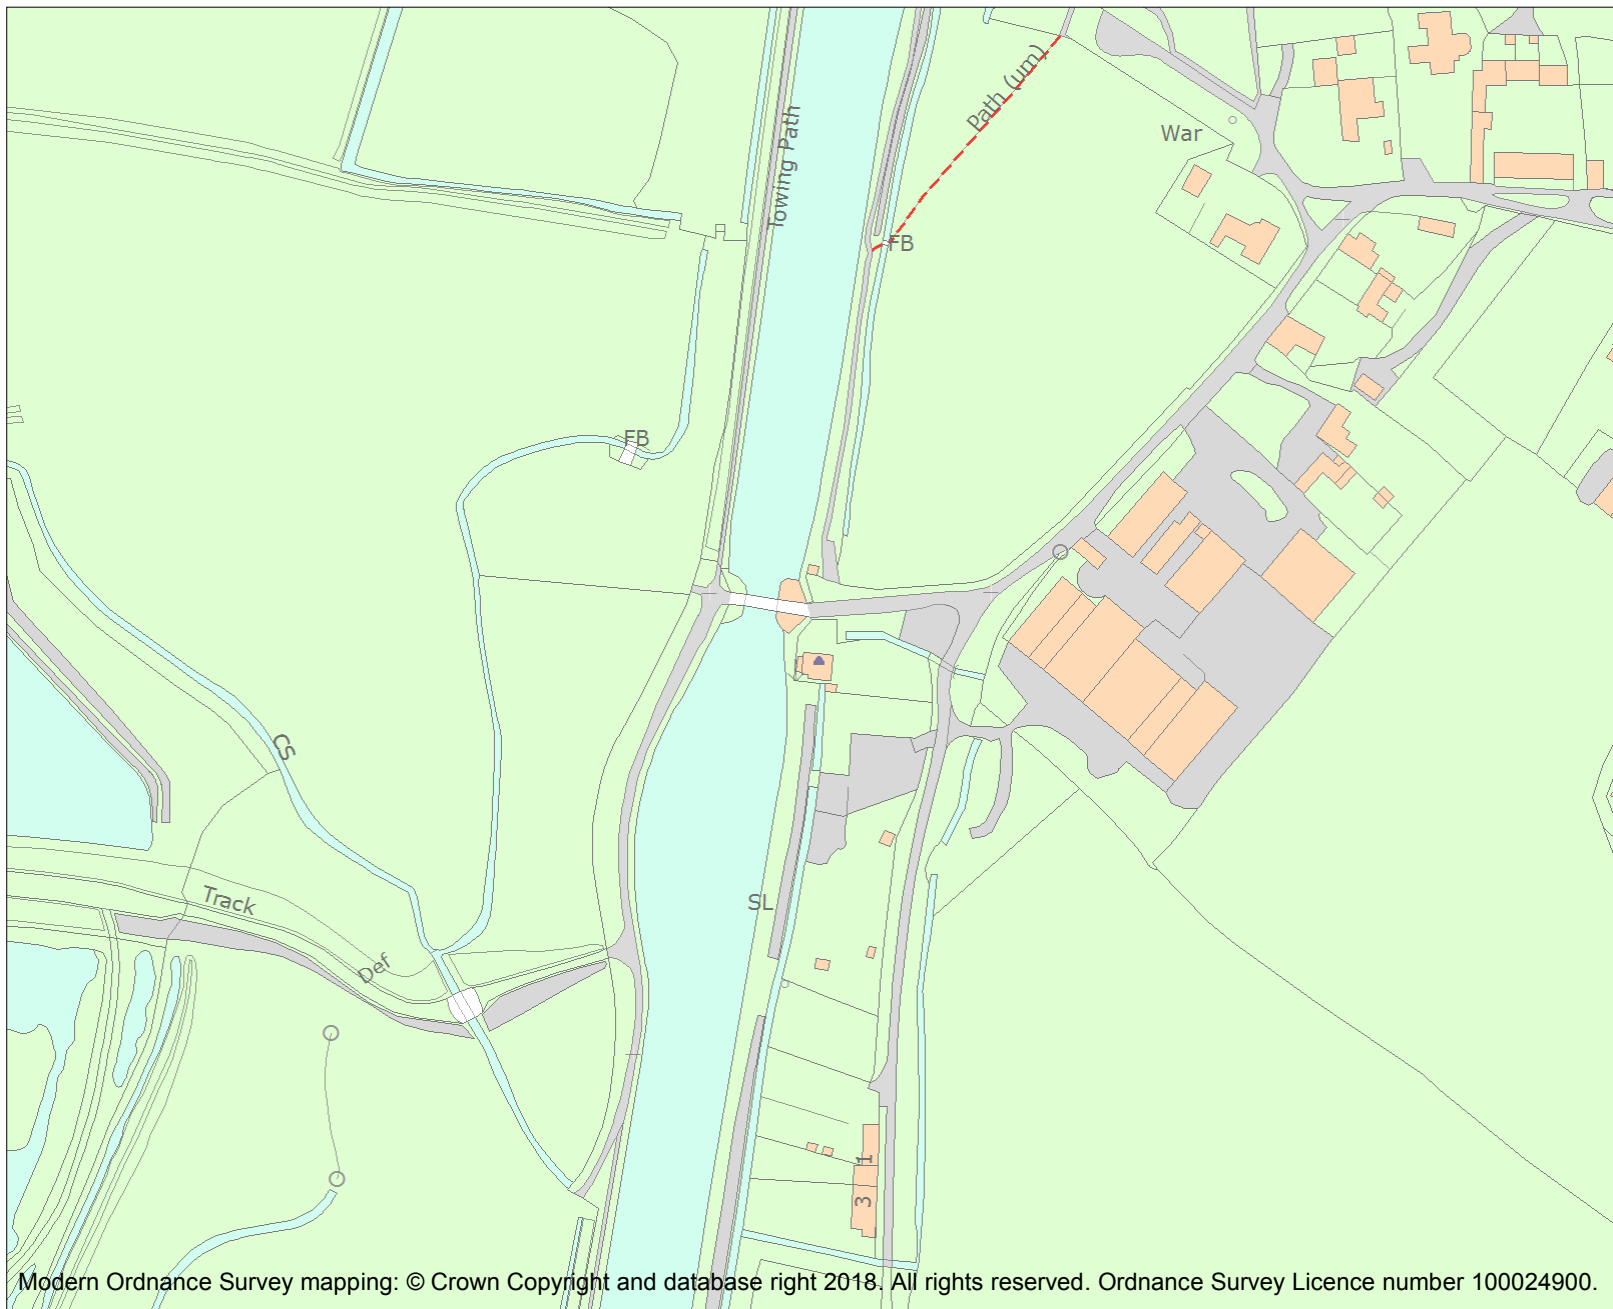 Path (um)
Towing Path
War
FB
FB
CS
Track
SL
Def
1
3
Modern Ordnance Survey mapping: © Crown Copyright and database right 2018. All rights reserved. Ordnance Survey Licence number 100024900.